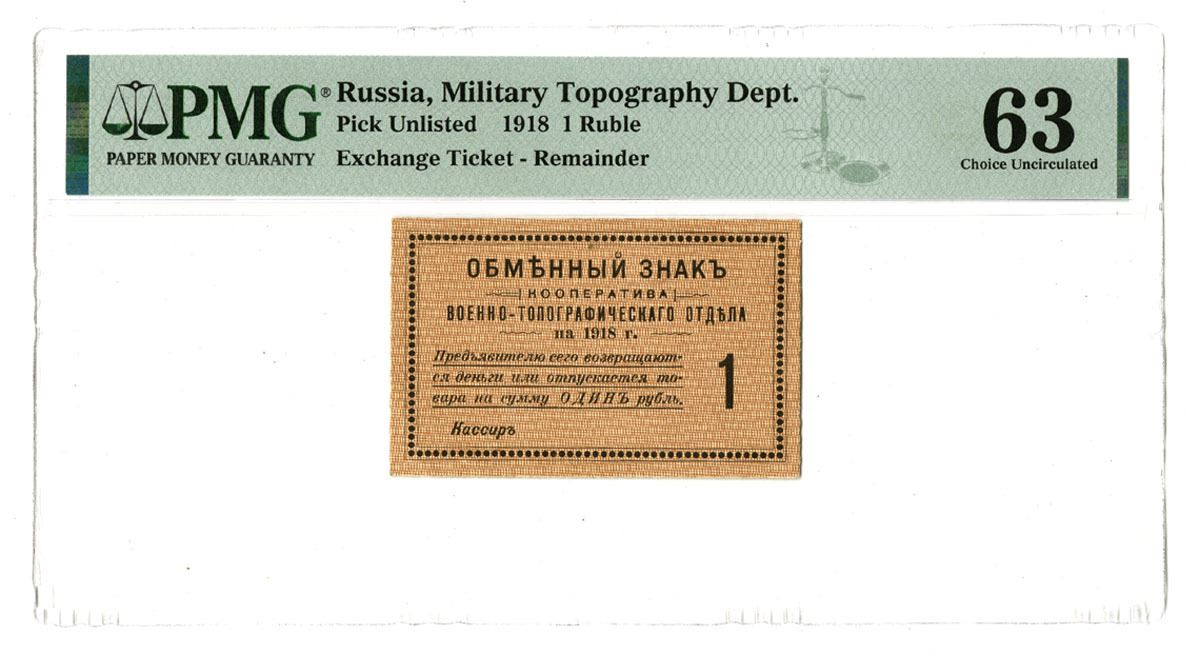 PMG®
PAPER MONEY GUARANTY
Russia, Military Topography Dept.
Pick Unlisted 1918 1 Ruble
Exchange Ticket - Remainder
63
Choice Uncirculated
ОБМѢННЫЙ ЗНАКЪ
КООПЕРАТИВА
ВОЕННО-ТОПОГРАФИЧЕСКАГО ОТДѢЛА
на 1918 г.
Предъявителю сего возвращают-
ся деньги или отпускается то-
вара на сумму ОДИНЪ рубль.
1
Кассиръ